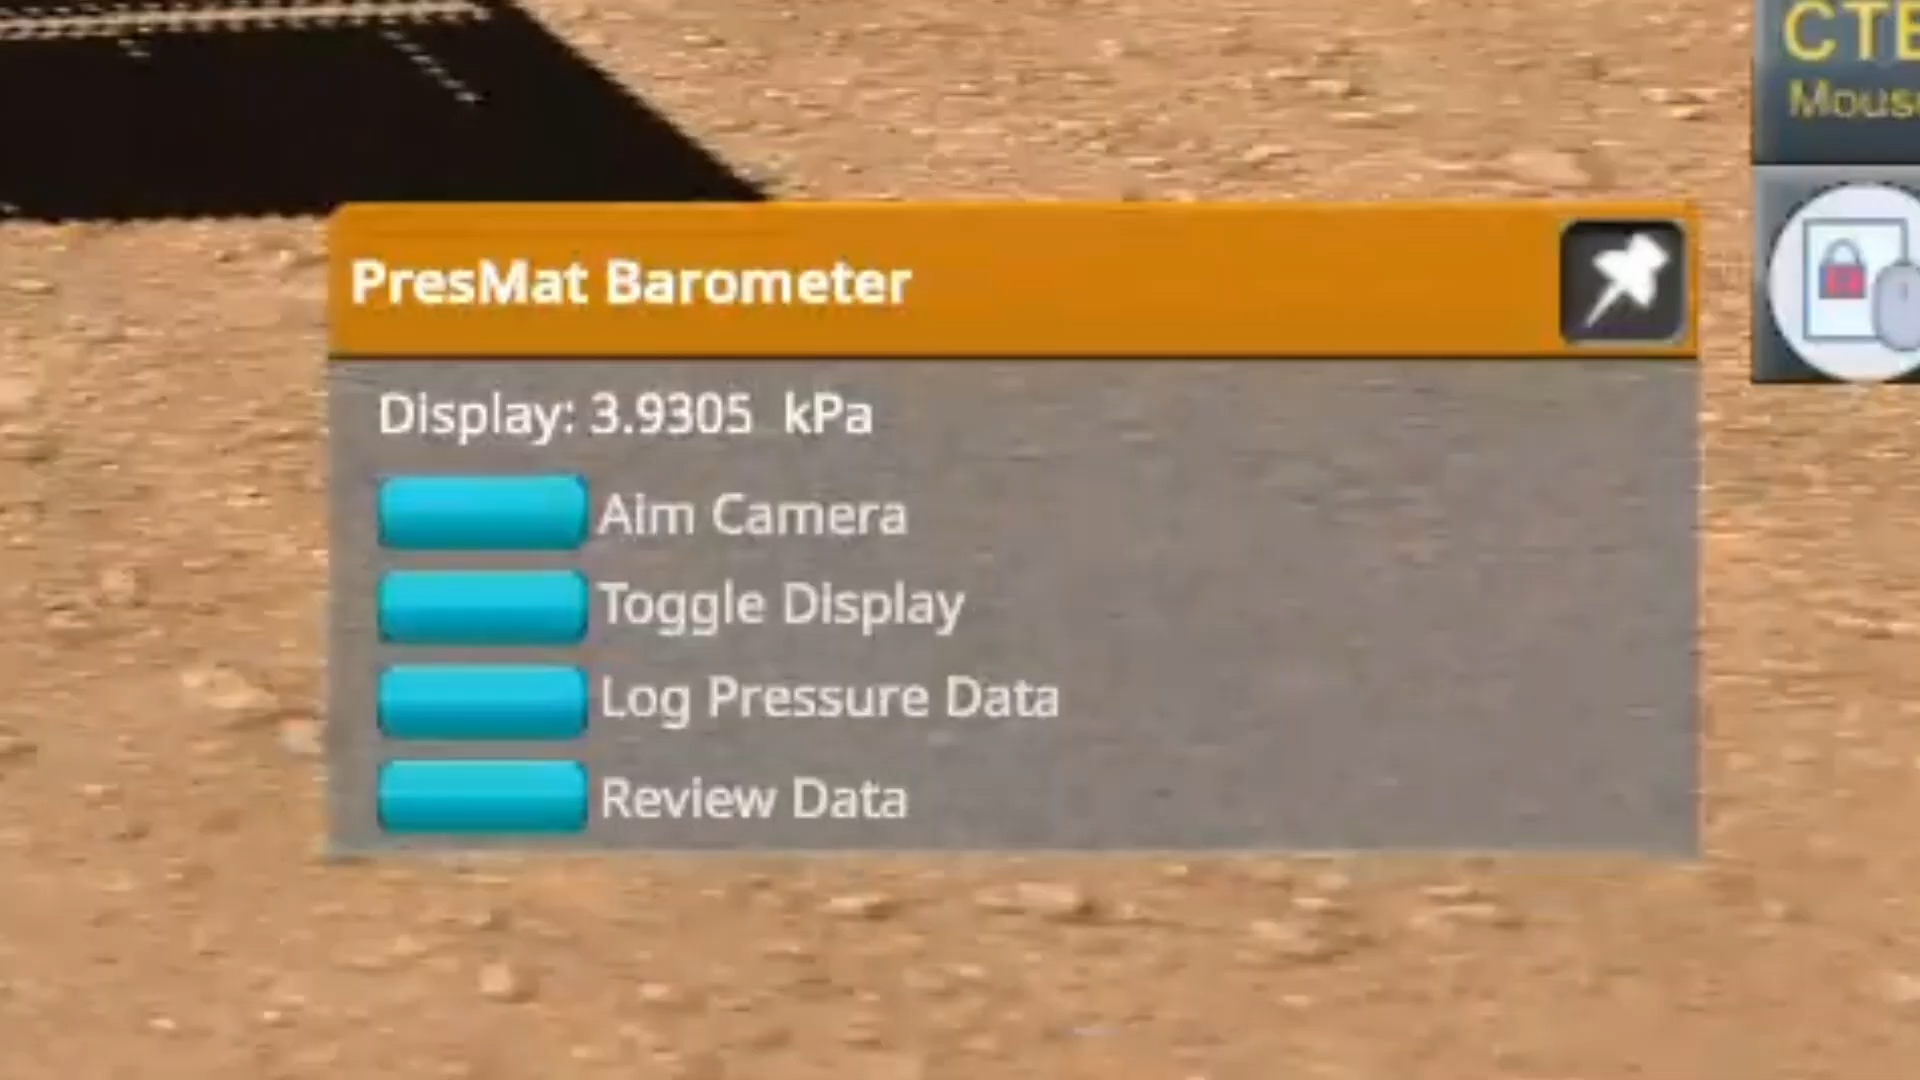 PresMat Barometer
Display: 3.9305 kPa
Aim Camera
Toggle Display
Log Pressure Data
Review Data